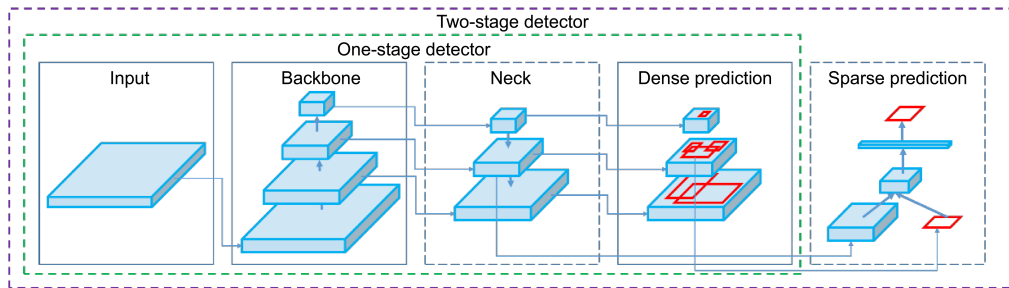 Two-stage detector
One-stage detector
Input
Backbone
Neck
Dense prediction
Sparse prediction